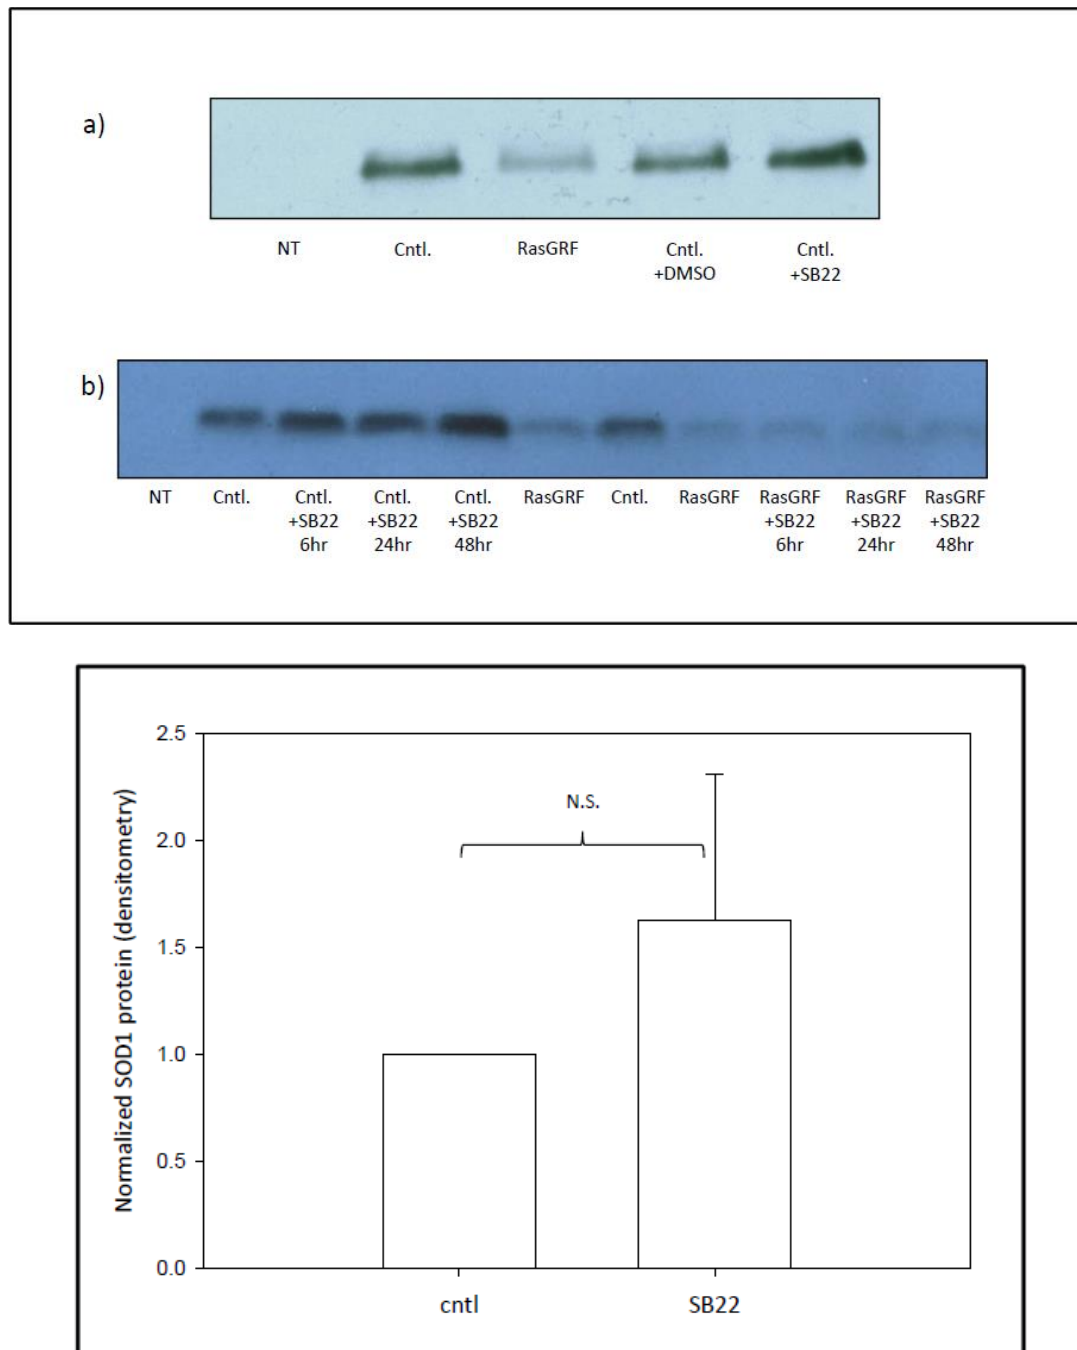 a)
NT Cntl. RasGRF Cntl. Cntl.
+DMSO +SB22
b)
NT Cntl. Cntl. Cntl. Cntl. RasGRF Cntl. RasGRF RasGRF RasGRF RasGRF
+SB22 +SB22 +SB22 +SB22 +SB22 +SB22
6hr 24hr 48hr 6hr 24hr 48hr
Normalized SOD1 protein (densitometry)
2.5
2.0
1.5
1.0
0.5
0.0
N.S.
cntl SB22